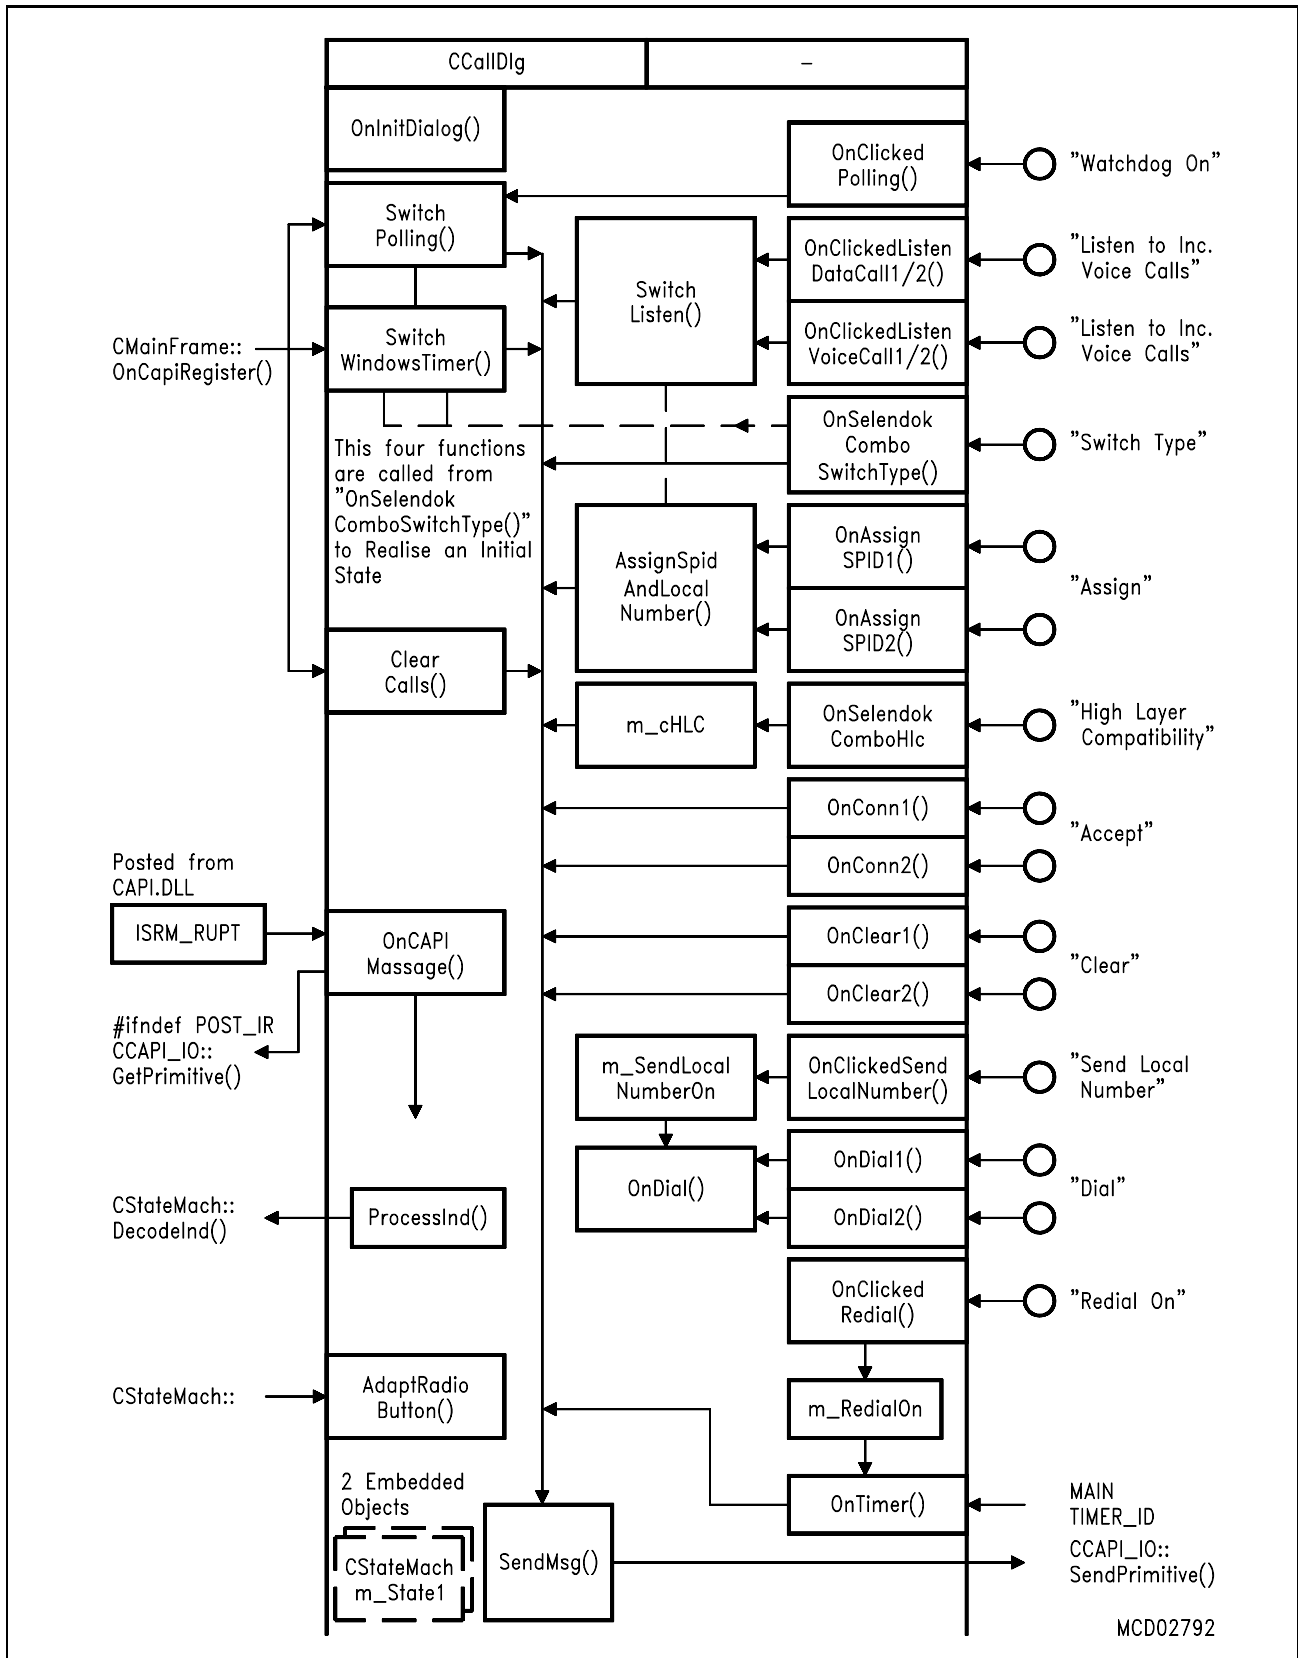 CCallDlg
–
OnInitDialog()
OnClicked
Polling()
"Watchdog On"
Switch
Polling()
Switch
Listen()
OnClickedListen
DataCall1/2()
"Listen to Inc.
Voice Calls"
OnClickedListen
VoiceCall1/2()
"Listen to Inc.
Voice Calls"
CMainFrame::
OnCapiRegister()
Switch
WindowsTimer()
OnSelendok
Combo
SwitchType()
"Switch Type"
This four functions
are called from
"OnSelendok
ComboSwitchType()"
to Realise an Initial
State
AssignSpid
AndLocal
Number()
OnAssign
SPID1()
OnAssign
SPID2()
"Assign"
Clear
Calls()
m_cHLC
OnSelendok
ComboHlc
"High Layer
Compatibility"
OnConn1()
OnConn2()
"Accept"
Posted from
CAPI.DLL
ISRM_RUPT
OnCAPI
Massage()
OnClear1()
OnClear2()
"Clear"
#ifndef POST_IR
CCAPI_IO::
GetPrimitive()
m_SendLocal
NumberOn
OnClickedSend
LocalNumber()
"Send Local
Number"
OnDial()
OnDial1()
OnDial2()
"Dial"
CStateMach::
DecodeInd()
ProcessInd()
OnClicked
Redial()
"Redial On"
CStateMach::
AdaptRadio
Button()
m_RedialOn
2 Embedded
Objects
CStateMach
m_State1
SendMsg()
OnTimer()
MAIN
TIMER_ID
CCAPI_IO::
SendPrimitive()
MCD02792